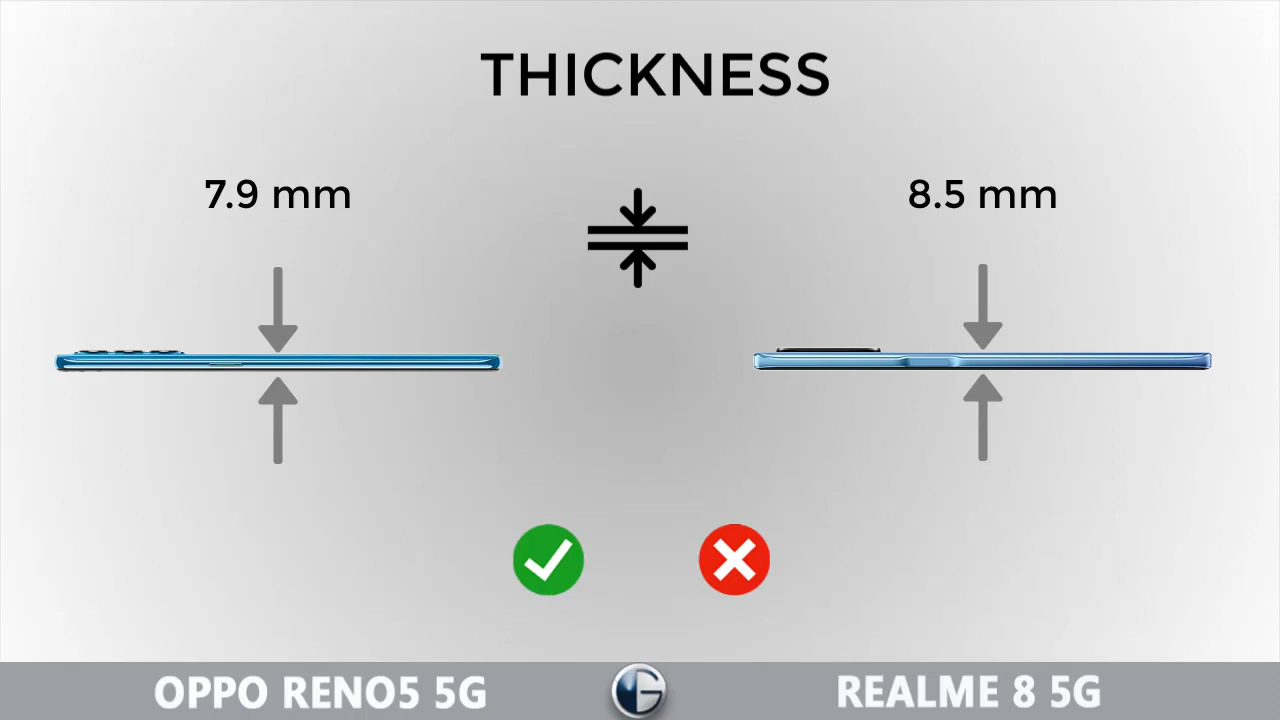 THICKNESS
7.9 mm
8.5 mm
OPPO RENO5 5G
G
REALME 8 5G